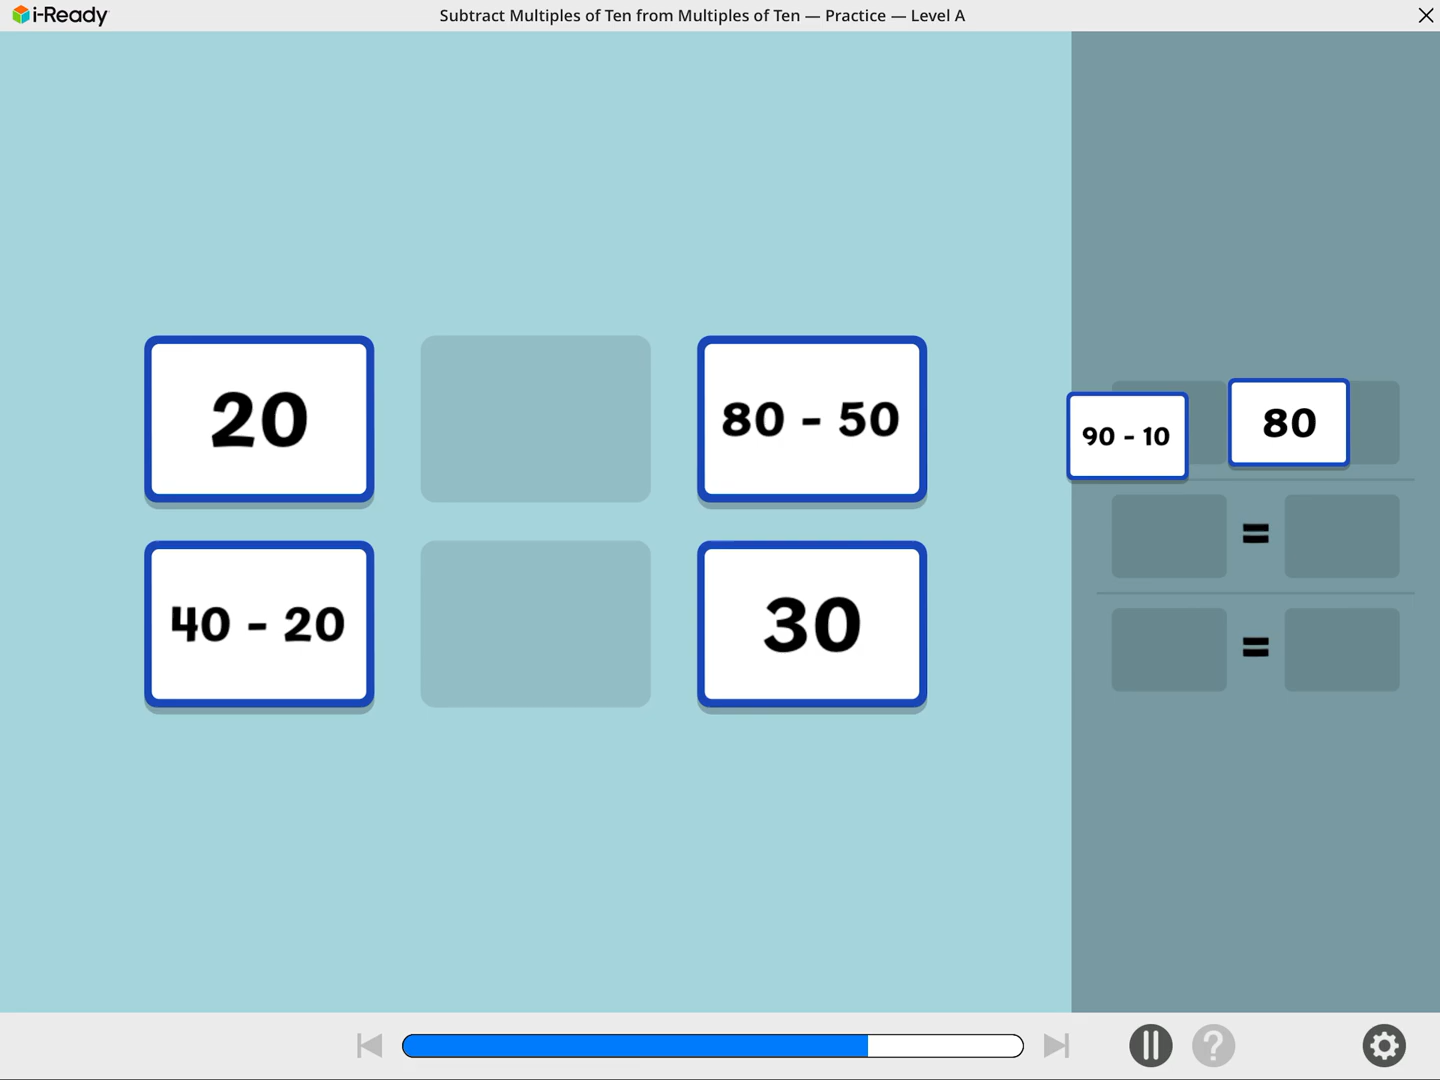 i-Ready
Subtract Multiples of Ten from Multiples of Ten — Practice — Level A
20
80 - 50
90 - 10
80
40 - 20
30
=
=
?